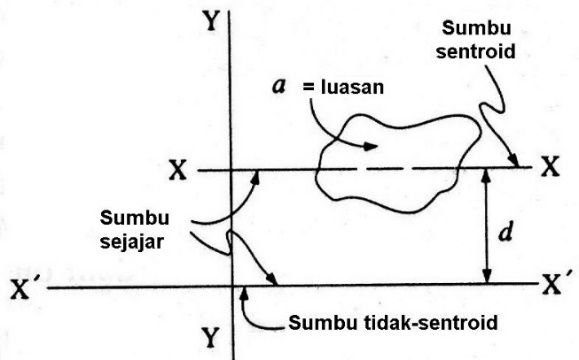 Y
Sumbu
sentroid
a = luasan
X
X
Sumbu
sejajar
d
X′
X′
Sumbu tidak-sentroid
Y